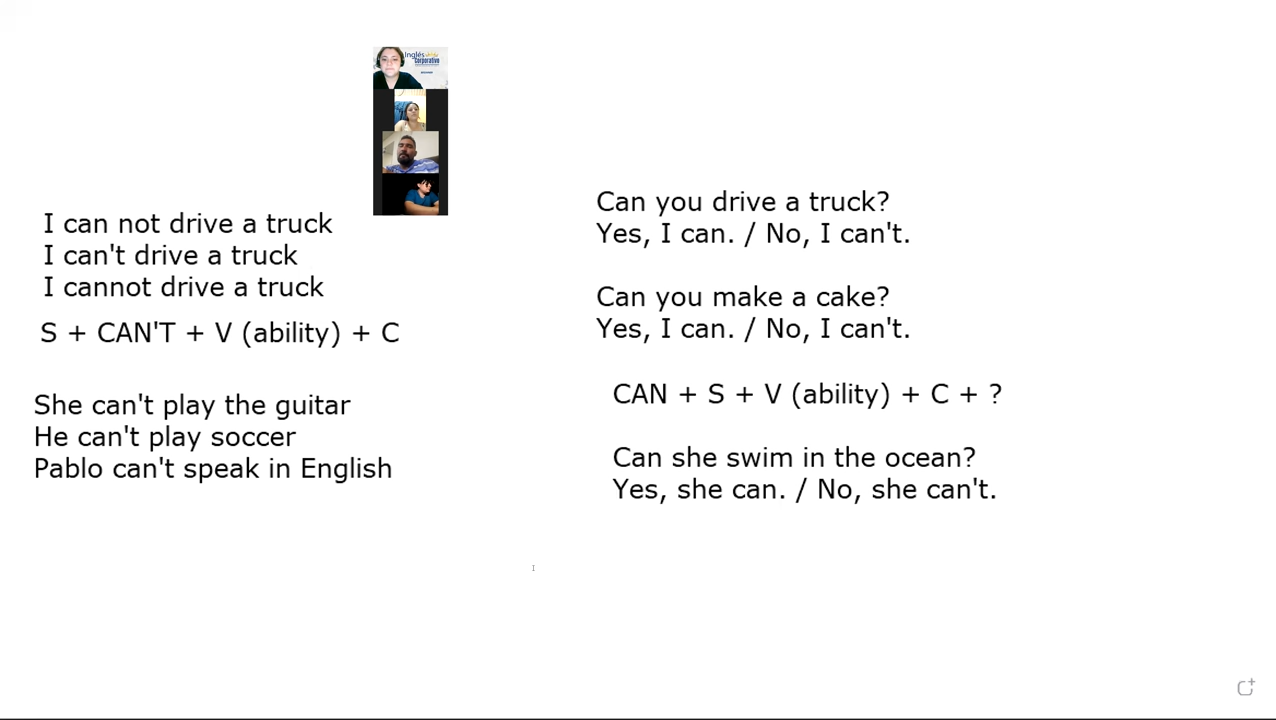 Inglés
Corporativo
I can not drive a truck
I can't drive a truck
I cannot drive a truck
S + CAN'T + V (ability) + C
She can't play the guitar
He can't play soccer
Pablo can't speak in English
Can you drive a truck?
Yes, I can. / No, I can't.
Can you make a cake?
Yes, I can. / No, I can't.
CAN + S + V (ability) + C + ?
Can she swim in the ocean?
Yes, she can. / No, she can't.